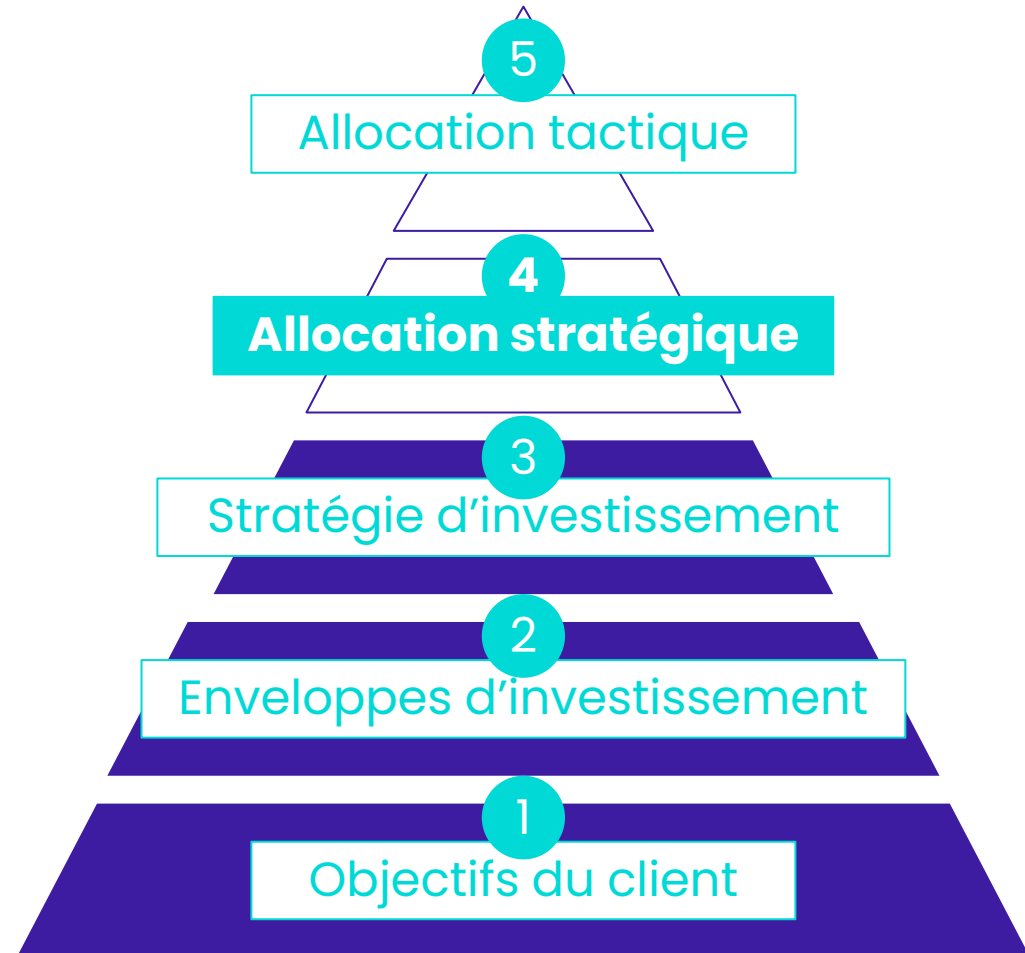 5
Allocation tactique
4
Allocation stratégique
3
Stratégie d’investissement
2
Enveloppes d’investissement
1
Objectifs du client